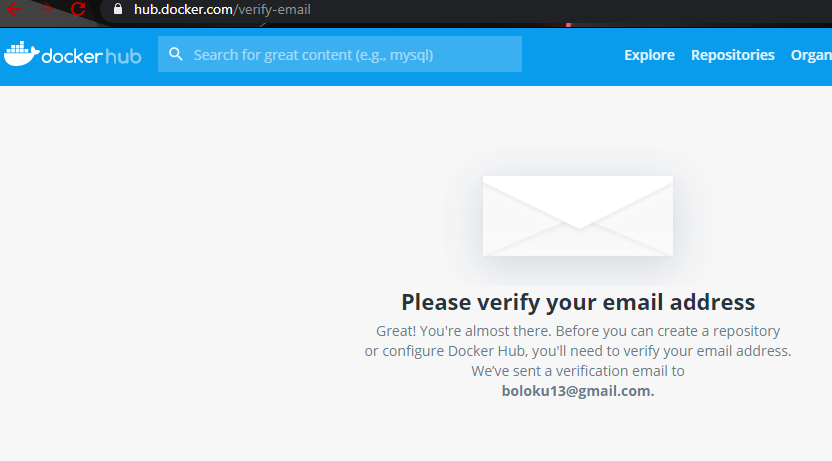 hub.docker.com/verify-email
docker hub
Search for great content (e.g., mysql)
Explore Repositories Organ
Please verify your email address
Great! You're almost there. Before you can create a repository
or configure Docker Hub, you'll need to verify your email address.
We’ve sent a verification email to
boloku13@gmail.com.